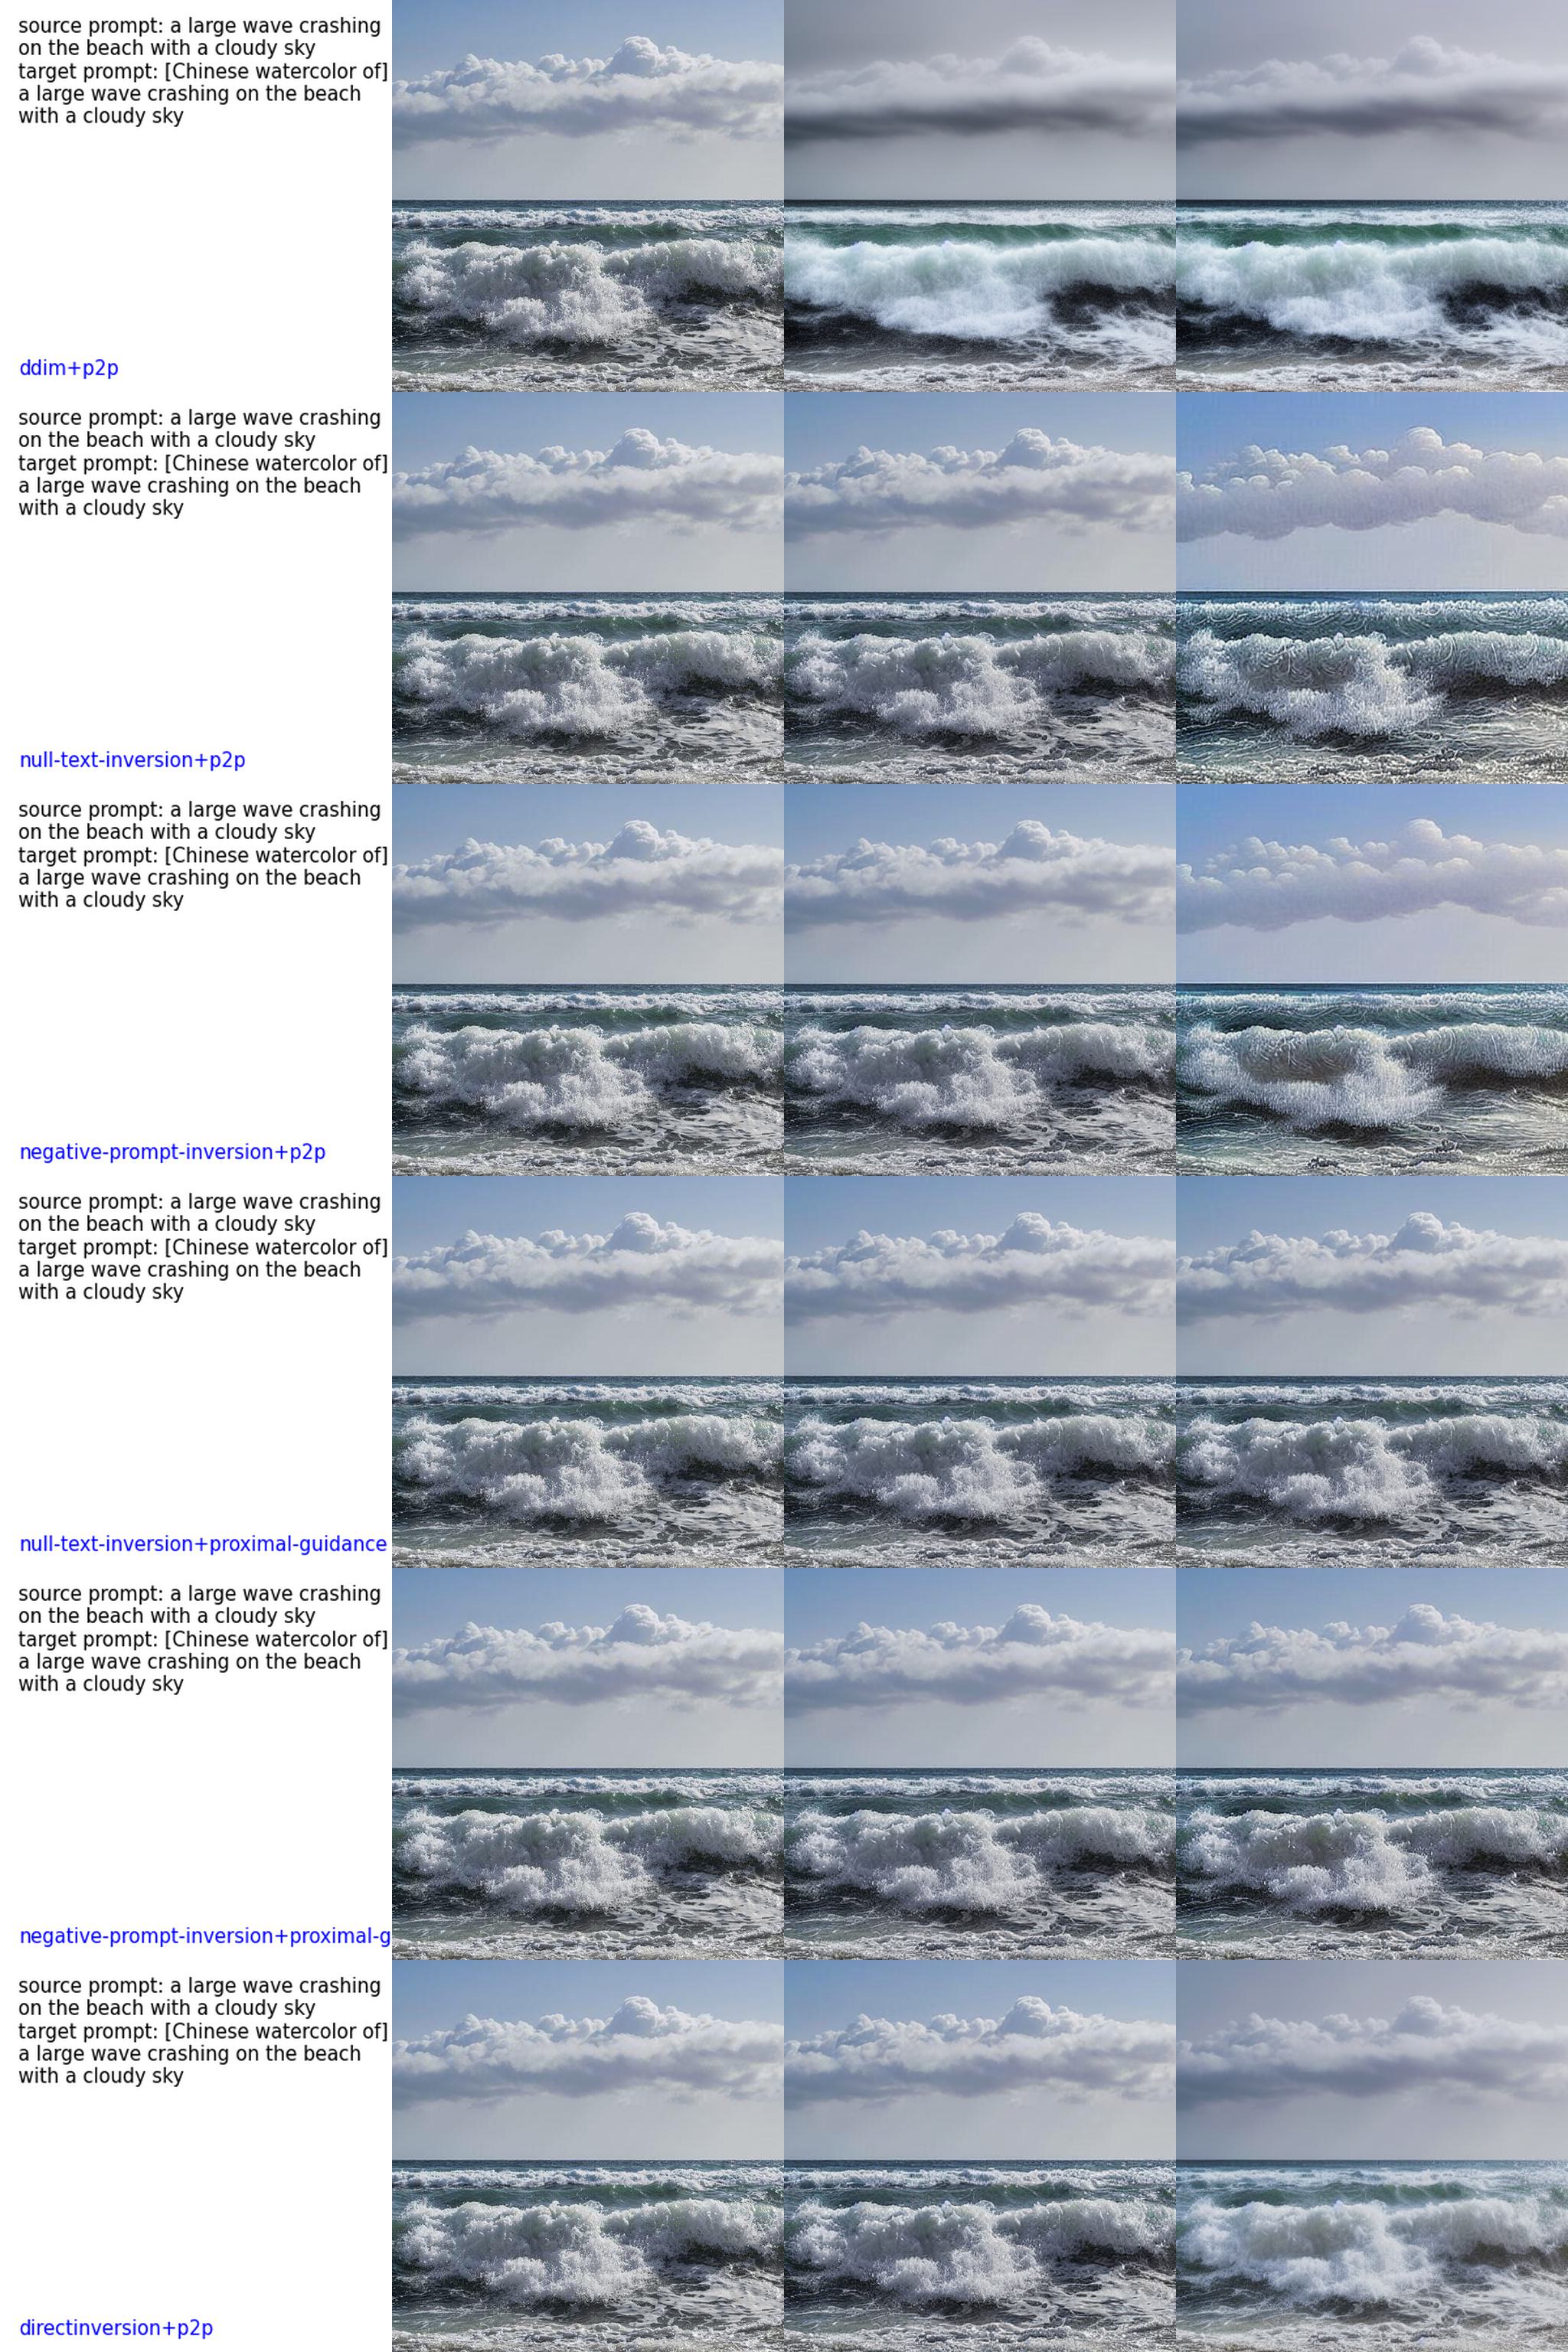 source prompt: a large wave crashing
on the beach with a cloudy sky
target prompt: [Chinese watercolor of]
a large wave crashing on the beach
with a cloudy sky
ddim+p2p
source prompt: a large wave crashing
on the beach with a cloudy sky
target prompt: [Chinese watercolor of]
a large wave crashing on the beach
with a cloudy sky
null-text-inversion+p2p
source prompt: a large wave crashing
on the beach with a cloudy sky
target prompt: [Chinese watercolor of]
a large wave crashing on the beach
with a cloudy sky
negative-prompt-inversion+p2p
source prompt: a large wave crashing
on the beach with a cloudy sky
target prompt: [Chinese watercolor of]
a large wave crashing on the beach
with a cloudy sky
null-text-inversion+proximal-guidance
source prompt: a large wave crashing
on the beach with a cloudy sky
target prompt: [Chinese watercolor of]
a large wave crashing on the beach
with a cloudy sky
negative-prompt-inversion+proximal-g
source prompt: a large wave crashing
on the beach with a cloudy sky
target prompt: [Chinese watercolor of]
a large wave crashing on the beach
with a cloudy sky
directinversion+p2p